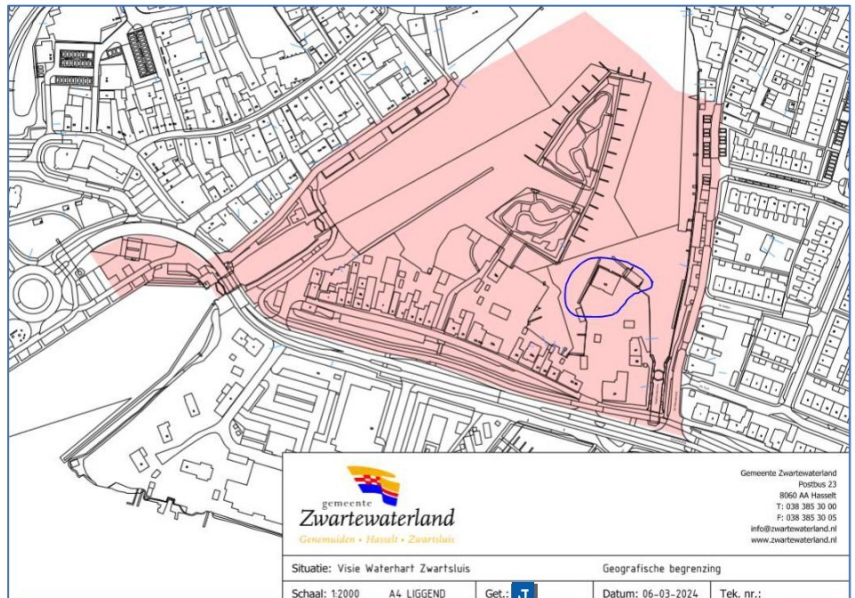 gemeente
Zwartewaterland
Genemuiden • Hasselt • Zwartsluis
Gemeente Zwartewaterland
Postbus 23
8060 AA Hasselt
T: 038 385 30 00
F: 038 385 30 05
info@zwartewaterland.nl
www.zwartewaterland.nl
Situatie: Visie Waterhart Zwartsluis
Geografische begrenzing
Schaal: 1:2000 A4 LIGGEND Get.: JT Datum: 06-03-2024 Tek. nr.: